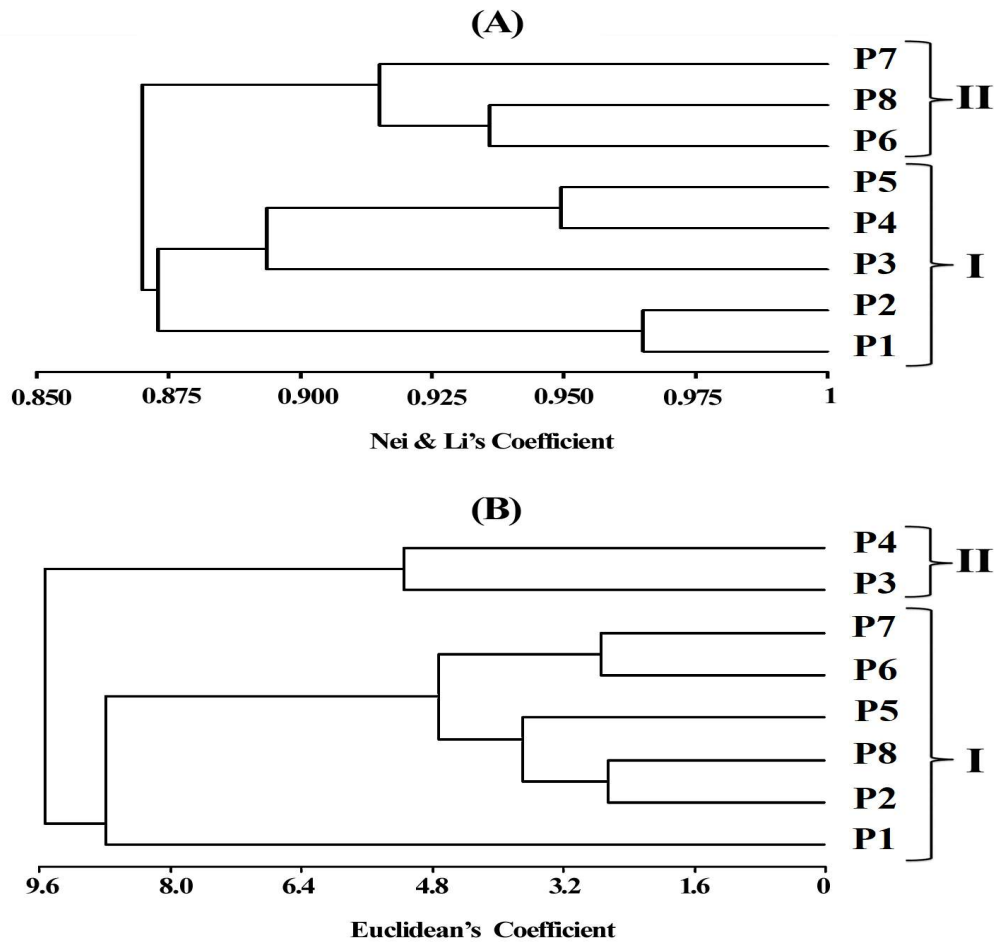 (A)
P7
P8
II
P6
P5
P4
P3
I
P2
P1
0.850 0.875 0.900 0.925 0.950 0.975 1
Nei & Li's Coefficient
(B)
P4
II
P3
P7
P6
P5
P8
I
P2
P1
9.6 8.0 6.4 4.8 3.2 1.6 0
Euclidean's Coefficient